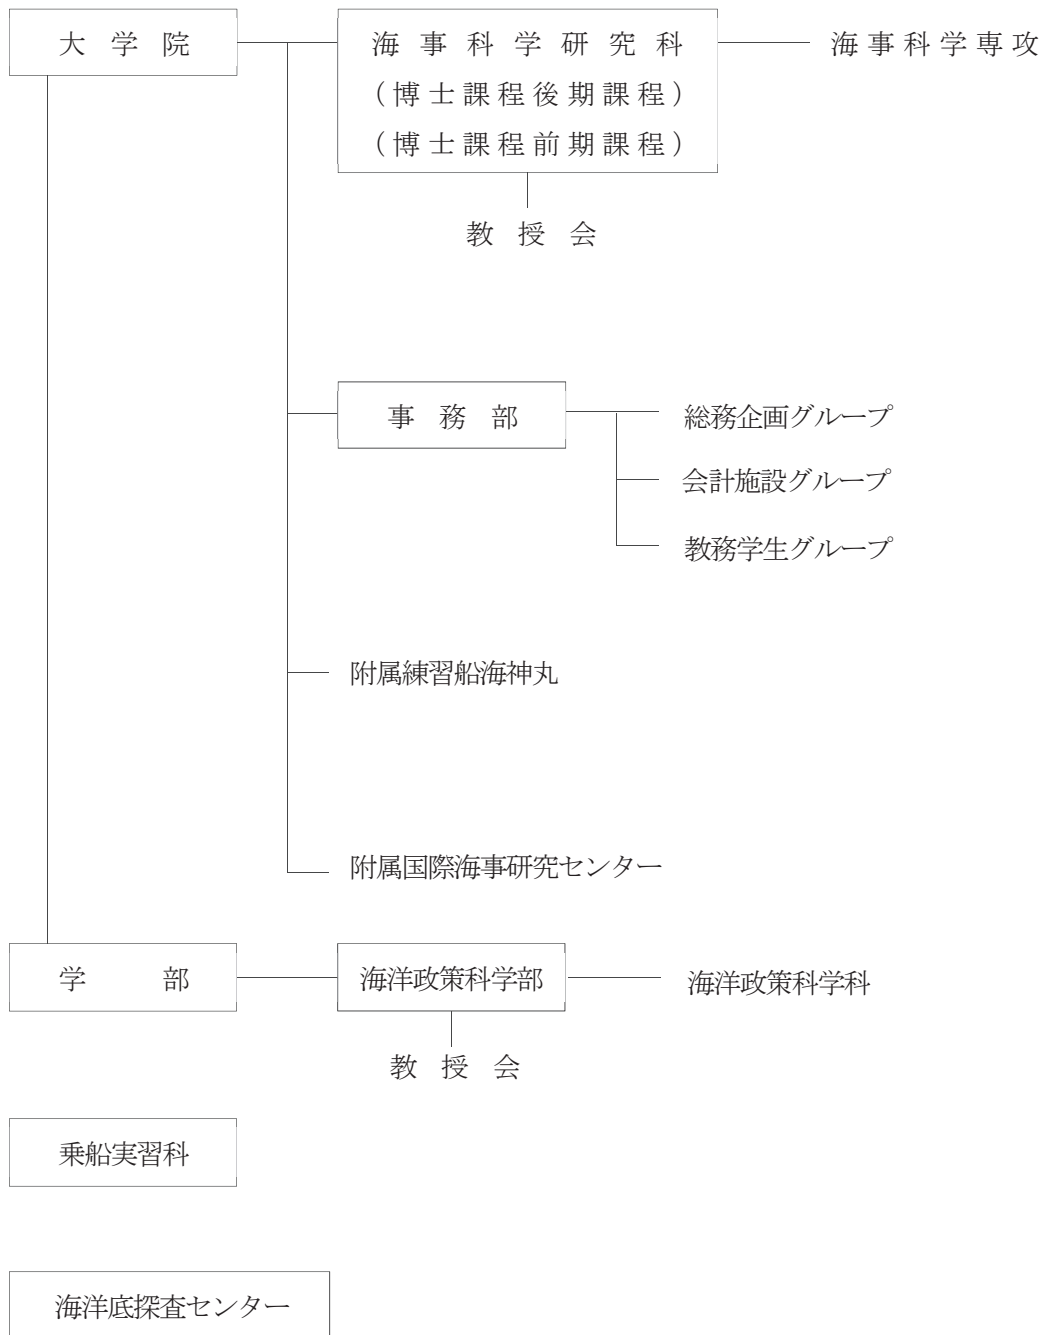 大学院
海事科学研究科
海事科学専攻
（博士課程後期課程）
（博士課程前期課程）
教授会
事務部
総務企画グループ
会計施設グループ
教務学生グループ
附属練習船海神丸
附属国際海事研究センター
学部
海洋政策科学部
海洋政策科学科
教授会
乗船実習科
海洋底探査センター